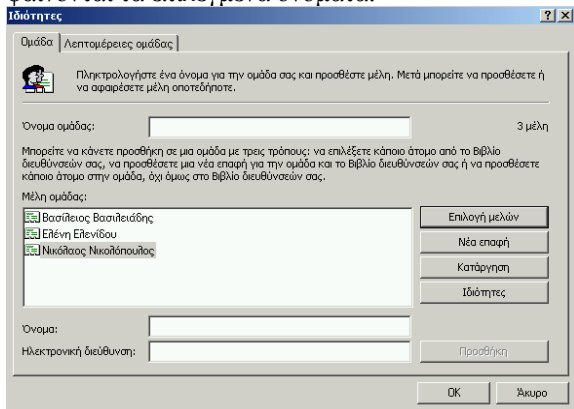 φαίνονται τα επιλεγμένα ονόματα.
Ιδιότητες
Ομάδα Λεπτομέρειες ομάδας
Πληκτρολογήστε ένα όνομα για την ομάδα σας και προσθέστε μέλη. Μετά μπορείτε να προσθέσετε ή
να αφαιρέσετε μέλη οποτεδήποτε.
Όνομα ομάδας: 3 μέλη
Μπορείτε να κάνετε προσθήκη σε μια ομάδα με τρεις τρόπους: να επιλέξετε κάποιο άτομο από το Βιβλίο
διευθύνσεών σας, να προσθέσετε μια νέα επαφή για την ομάδα και το Βιβλίο διευθύνσεών σας ή να προσθέσετε
κάποιο άτομο στην ομάδα, όχι όμως στο Βιβλίο διευθύνσεών σας.
Μέλη ομάδας:
Βασίλειος Βασιλειάδης Επιλογή μελών
Ελένη Ελενίδου Νέα επαφή
Νικόλαος Νικολόπουλος Κατάργηση
Ιδιότητες
Όνομα:
Ηλεκτρονική διεύθυνση: Προσθήκη
OK Άκυρο